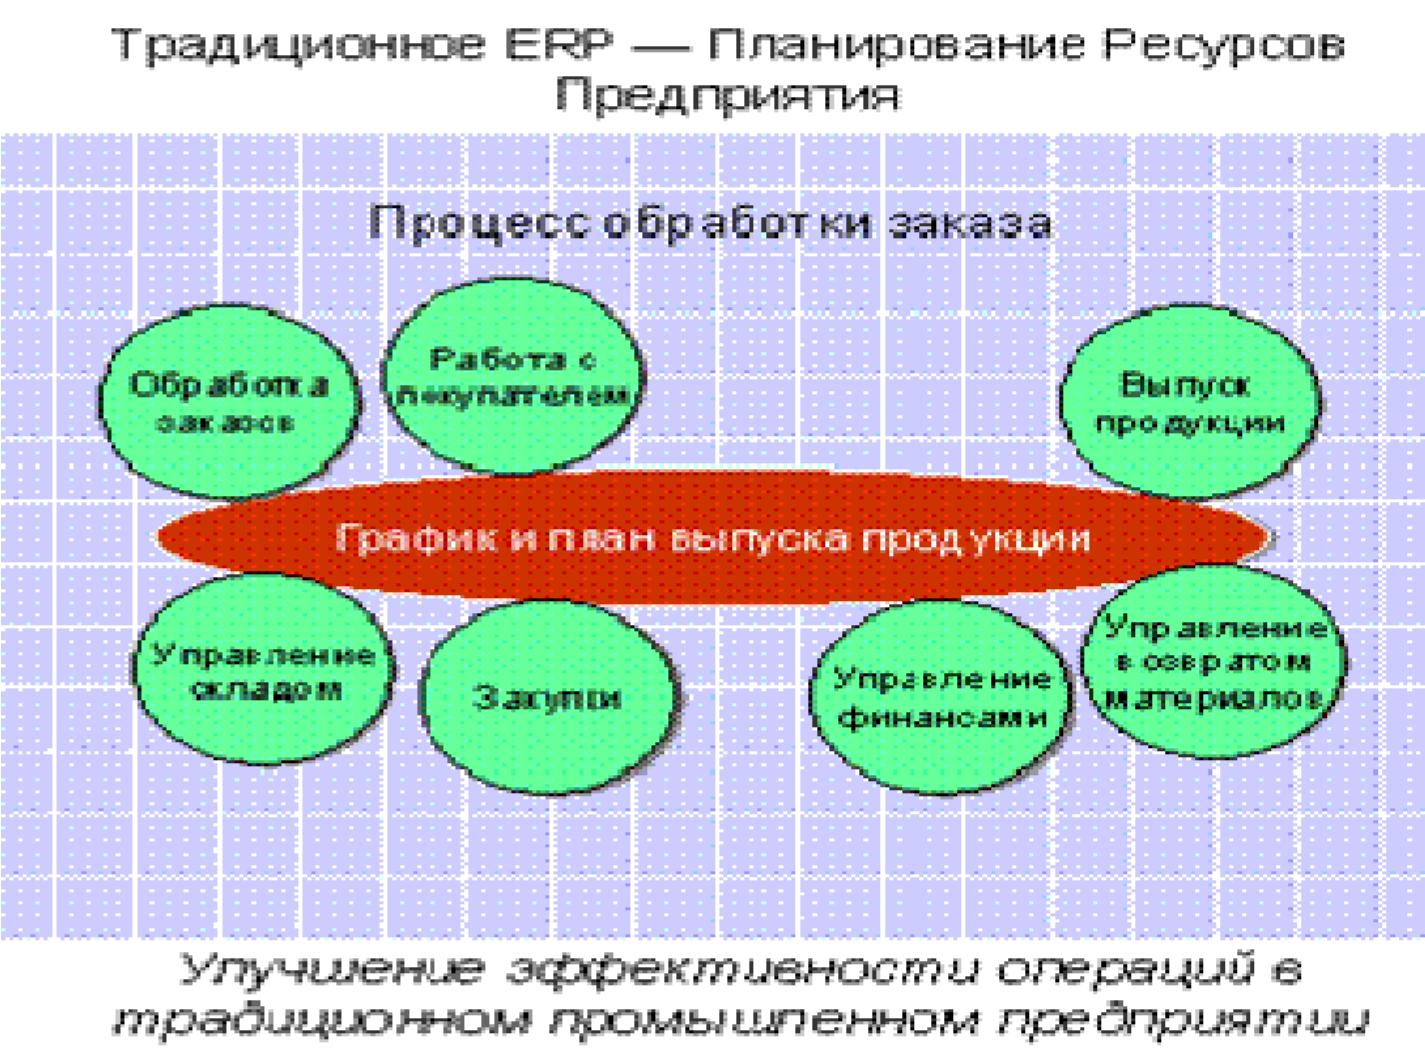 Традиционное ERP — Планирование Ресурсов
Предприятия
Процесс обработки заказа
Обработка
заказов
Работа с
покупателем
Выпуск
продукции
График и план выпуска продукции
Управление
складом
Закупки
Управление
финансами
Управление
возвратом
материалов
Улучшение эффективности операций в
традиционном промышленном предприятии